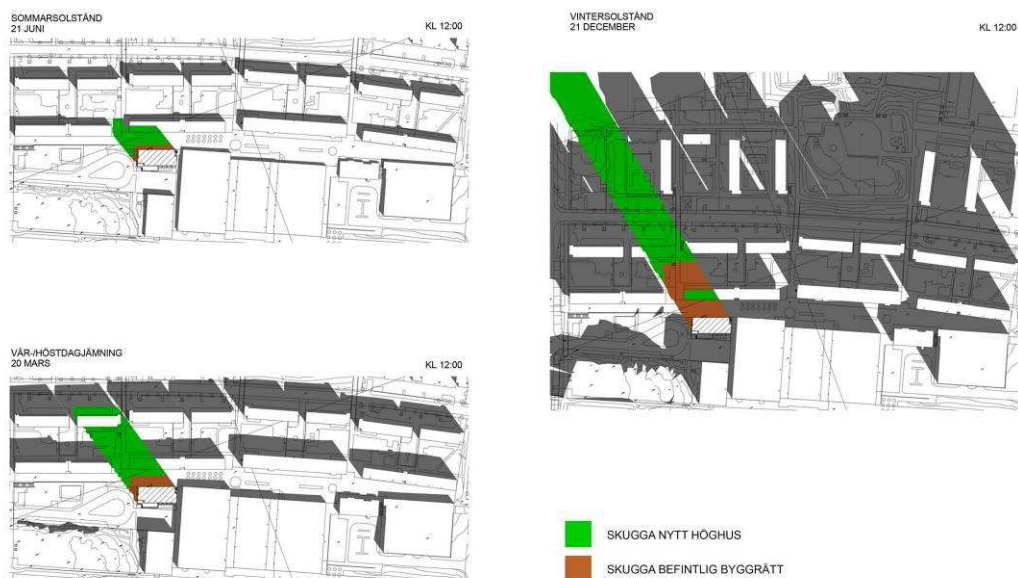 SOMMARSOLSTÅND
21 JUNI
KL 12:00
VÅR-/HÖSTDAGJÄMNING
20 MARS
KL 12:00
VINTERSOLSTÅND
21 DECEMBER
KL 12:00
SKUGGA NYTT HÖGHUS
SKUGGA BEFINTLIG BYGGRÄTT